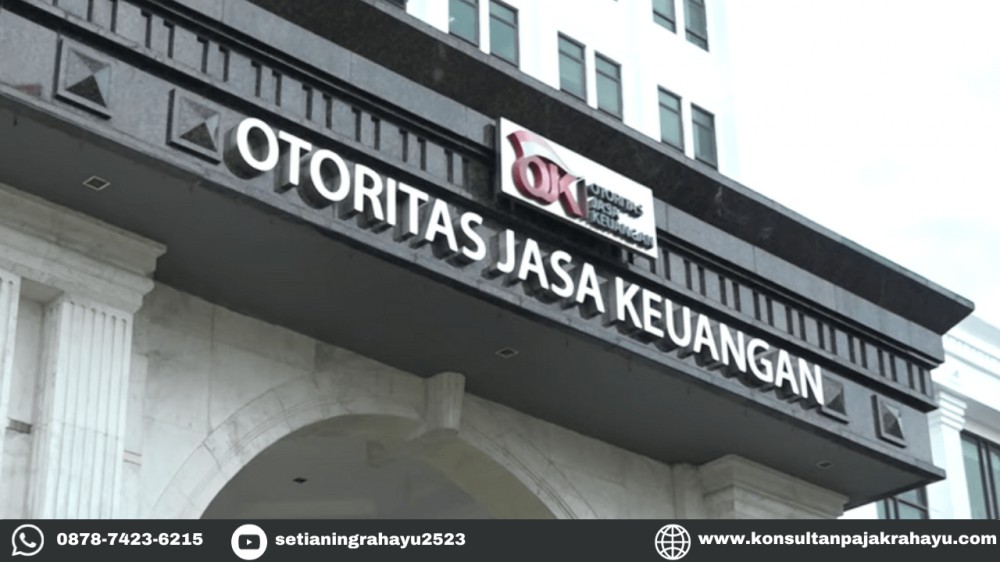 OJK
OTORITAS
JASA
KEUANGAN
OTORITAS JASA KEUANGAN
0878-7423-6215
setianingrahayu2523
www.konsultanpajakrahayu.com